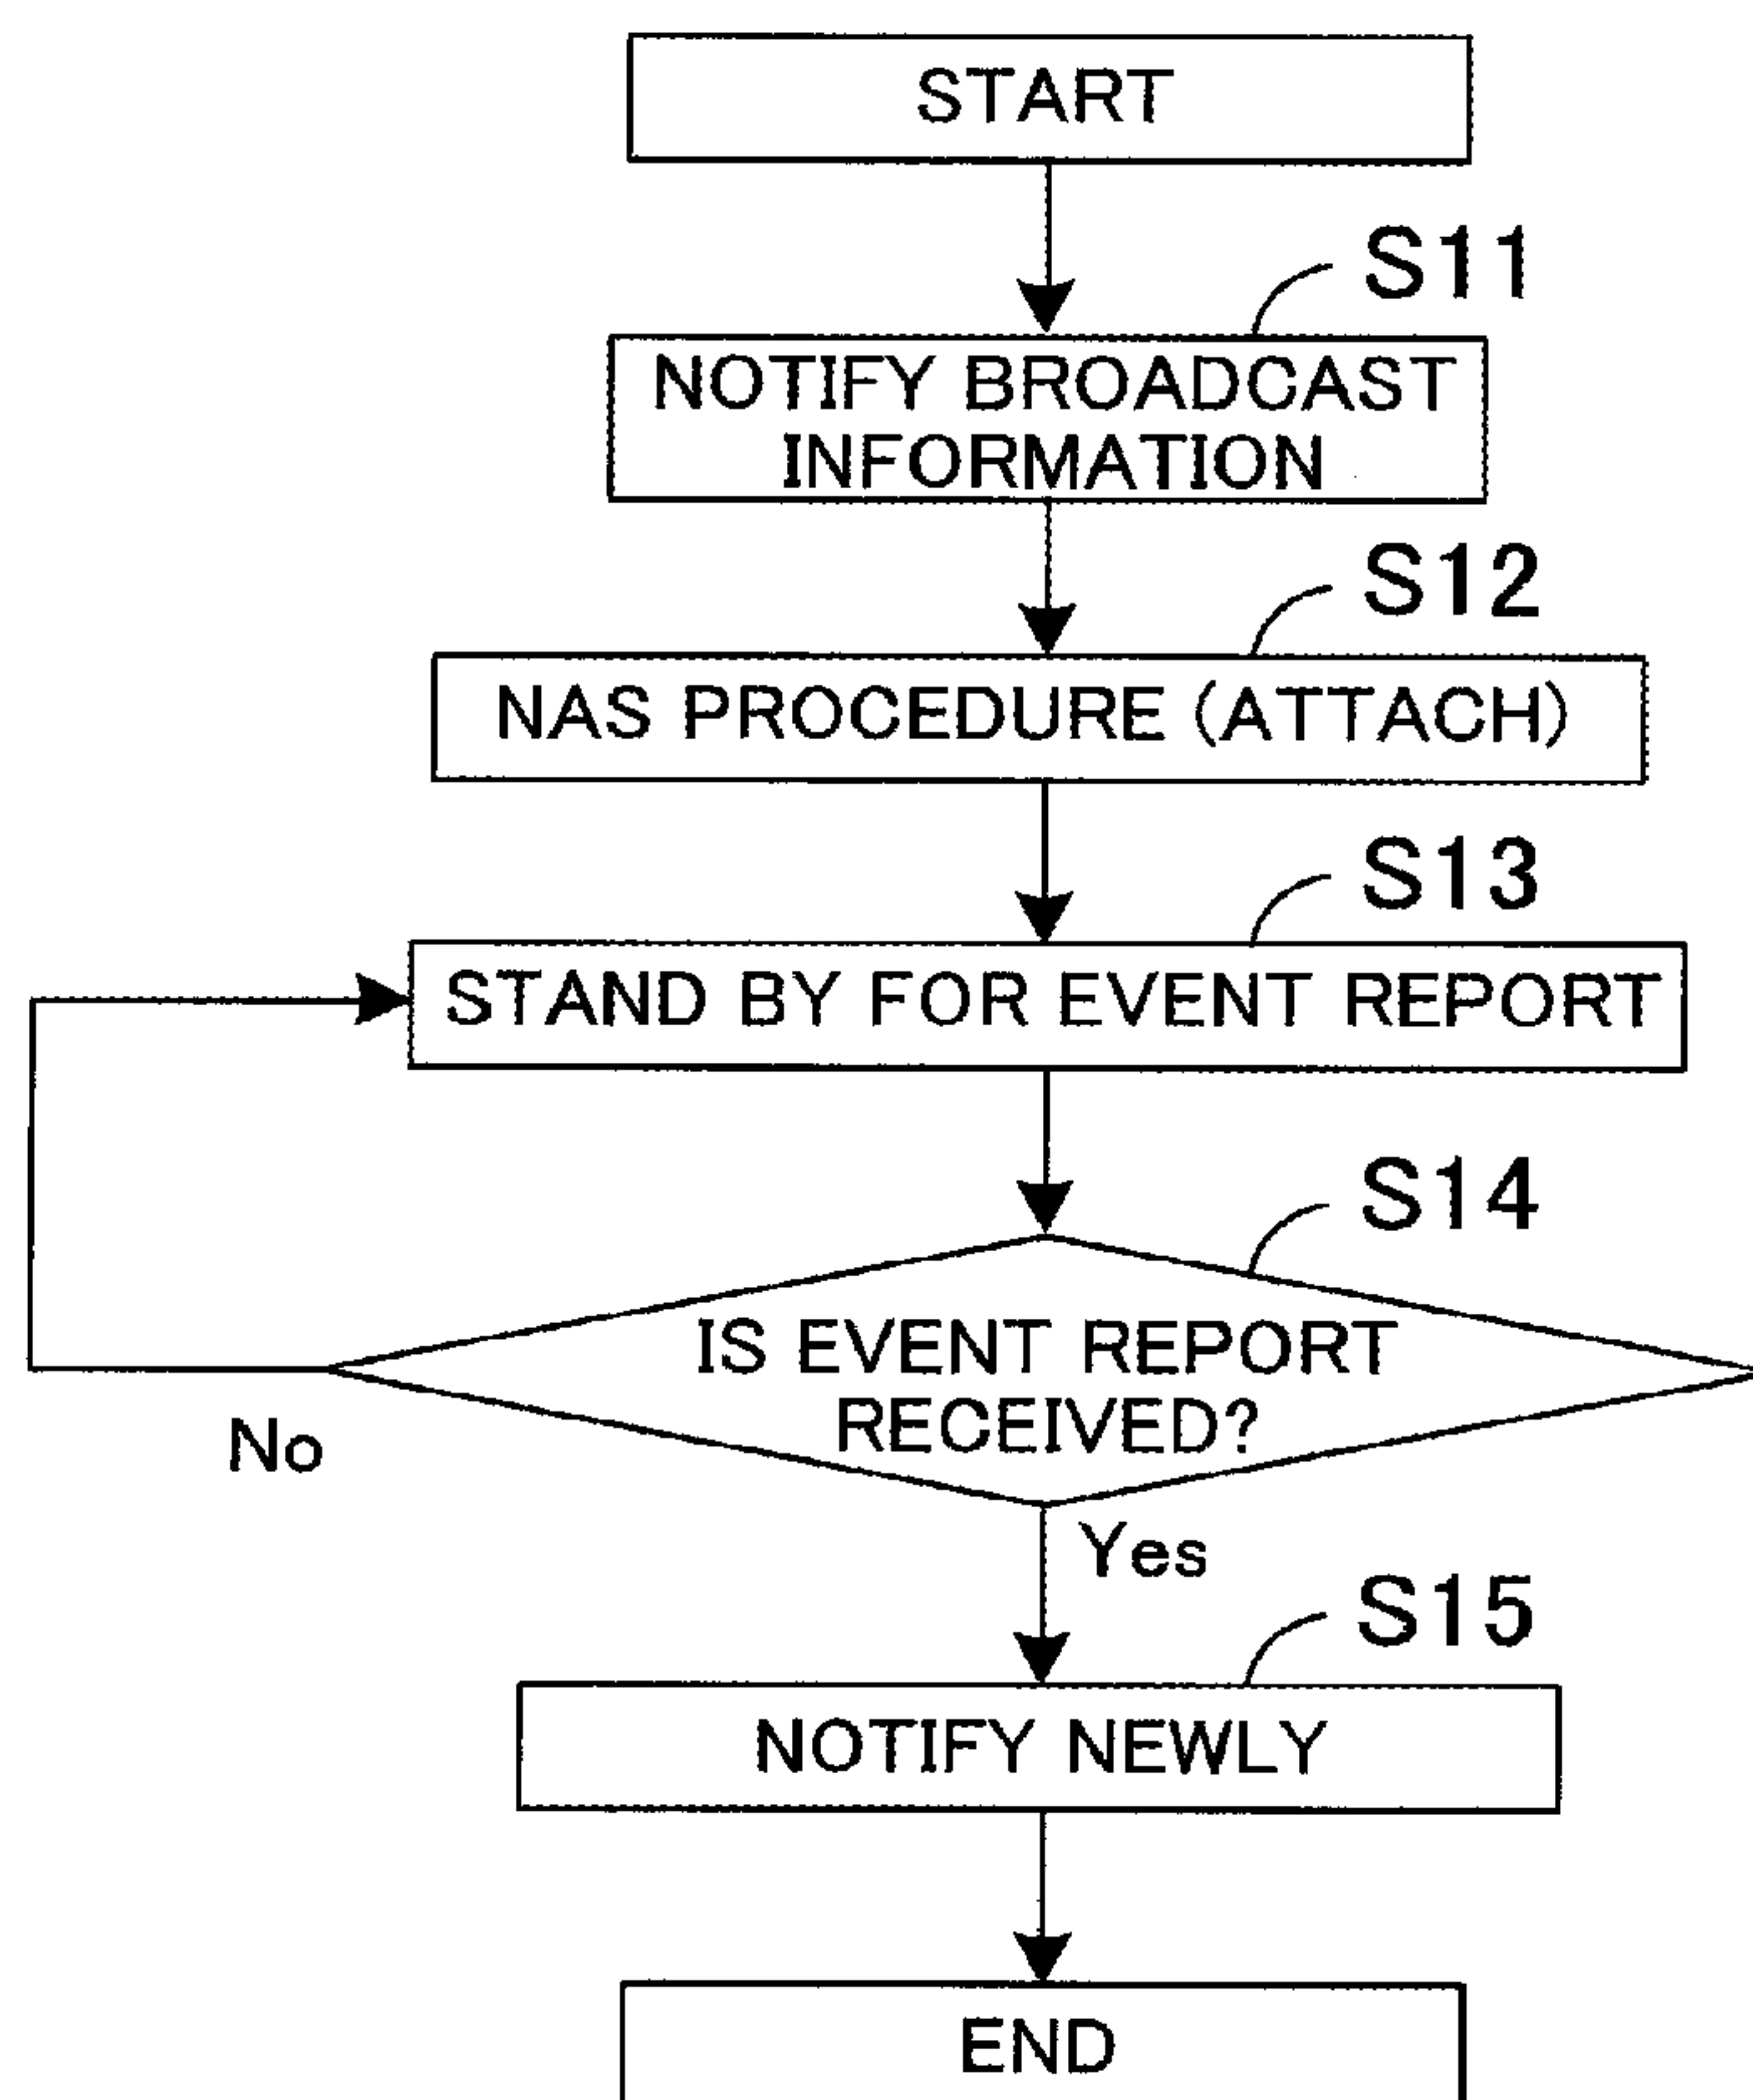 START
S11
NOTIFY BROADCAST
INFORMATION
S12
NAS PROCEDURE (ATTACH)
S13
STAND BY FOR EVENT REPORT
S14
IS EVENT REPORT
RECEIVED?
No
Yes
S15
NOTIFY NEWLY
END